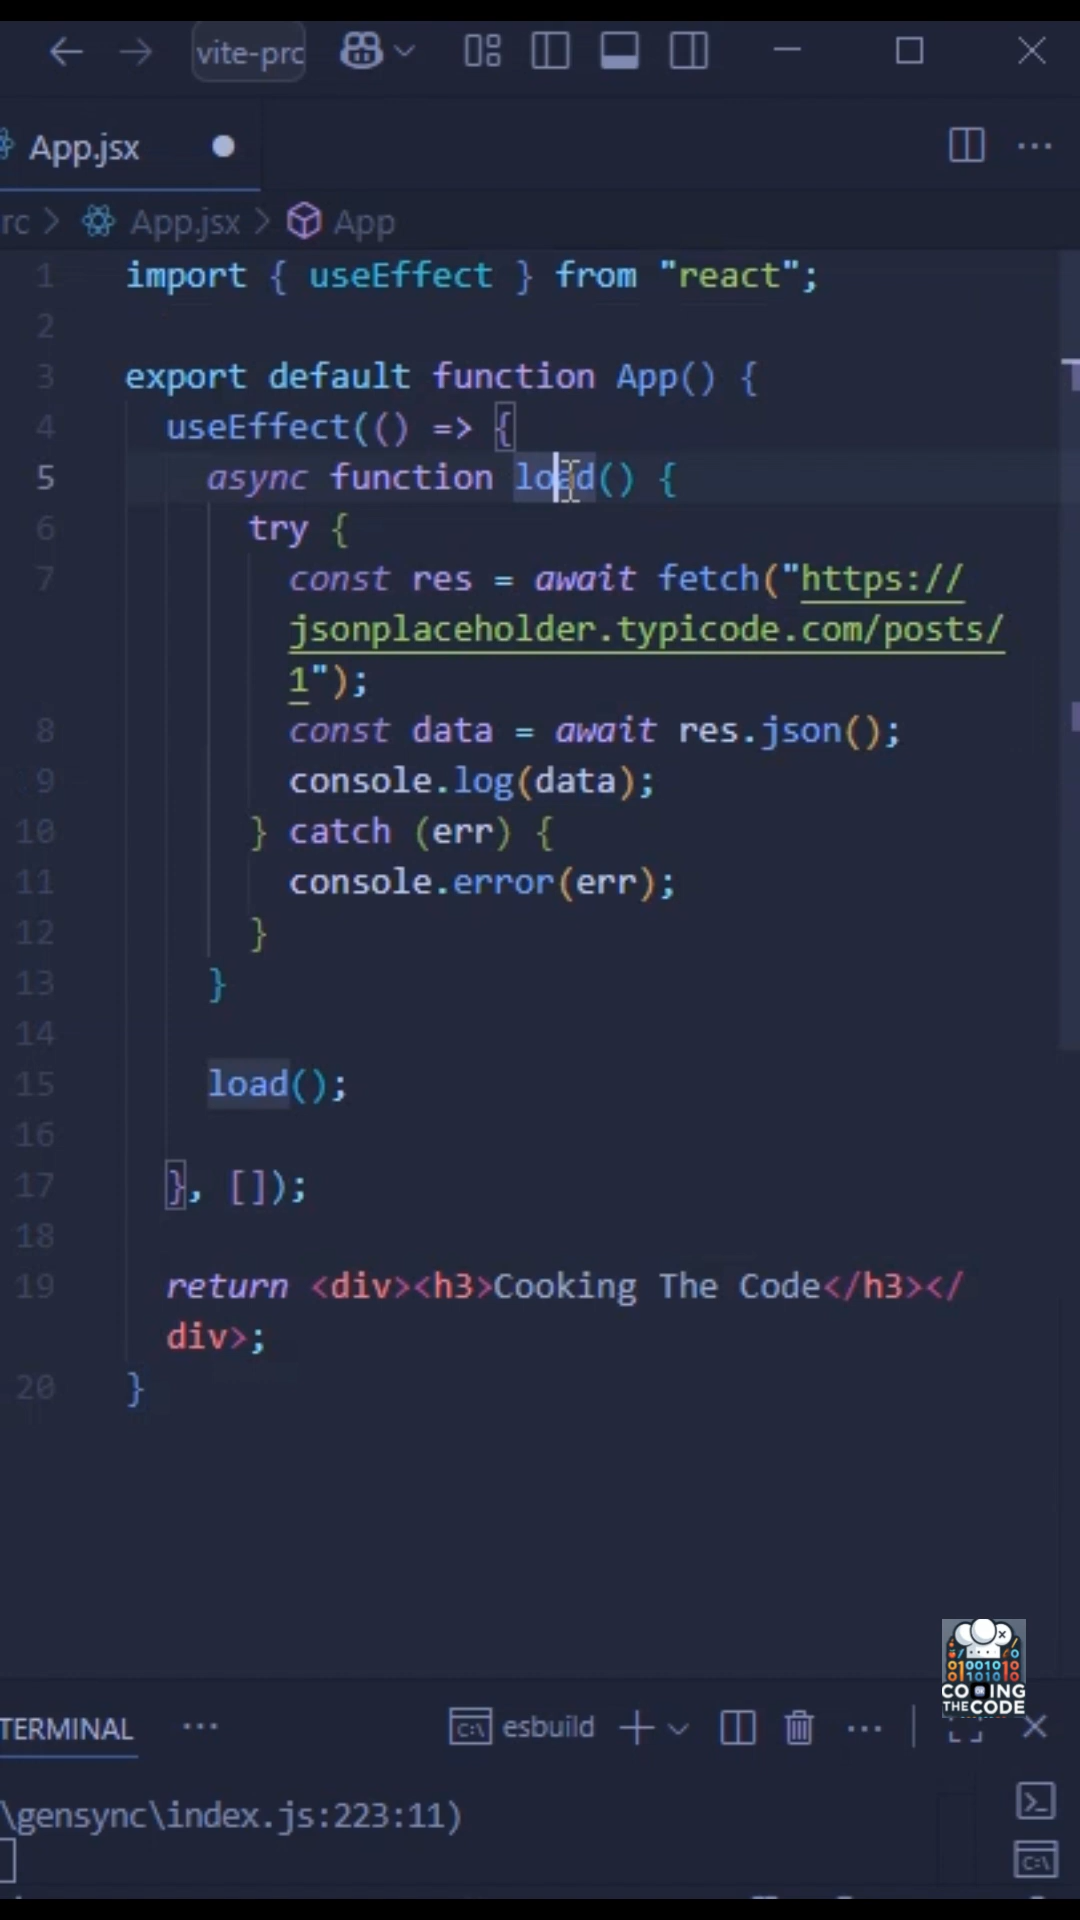 vite-prc
App.jsx
rc > App.jsx > App
1 import { useEffect } from "react";
2
3 export default function App() {
4 useEffect(() => {
5 async function load() {
6 try {
7 const res = await fetch("https://
jsonplaceholder.typicode.com/posts/
1");
8 const data = await res.json();
9 console.log(data);
10 } catch (err) {
11 console.error(err);
12 }
13 }
14
15 load();
16
17 }, []);
18
19 return <div><h3>Cooking The Code</h3></
div>;
20 }
TERMINAL
esbuild
\gensync\index.js:223:11)
THE CODE